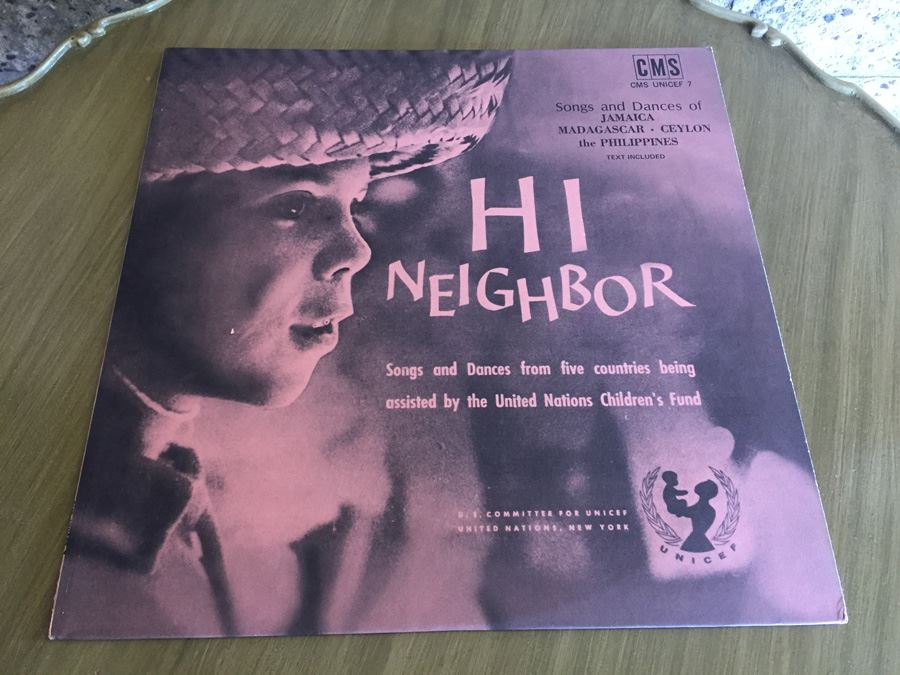 CMS
CMS UNICEF 7
Songs and Dances of
JAMAICA
MADAGASCAR · CEYLON
the PHILIPPINES
TEXT INCLUDED
HI
NEIGHBOR
Songs and Dances from five countries being
assisted by the United Nations Children's Fund
U. S. COMMITTEE FOR UNICEF
UNITED NATIONS, NEW YORK
UNICEF